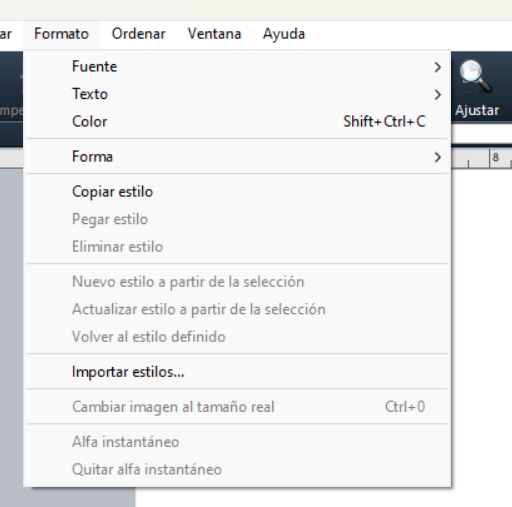 ar Formato Ordenar Ventana Ayuda
Fuente
Texto
Color Shift+Ctrl+C
Ajustar
Forma
8
Copiar estilo
Pegar estilo
Eliminar estilo
Nuevo estilo a partir de la selección
Actualizar estilo a partir de la selección
Volver al estilo definido
Importar estilos...
Cambiar imagen al tamaño real Ctrl+0
Alfa instantáneo
Quitar alfa instantáneo